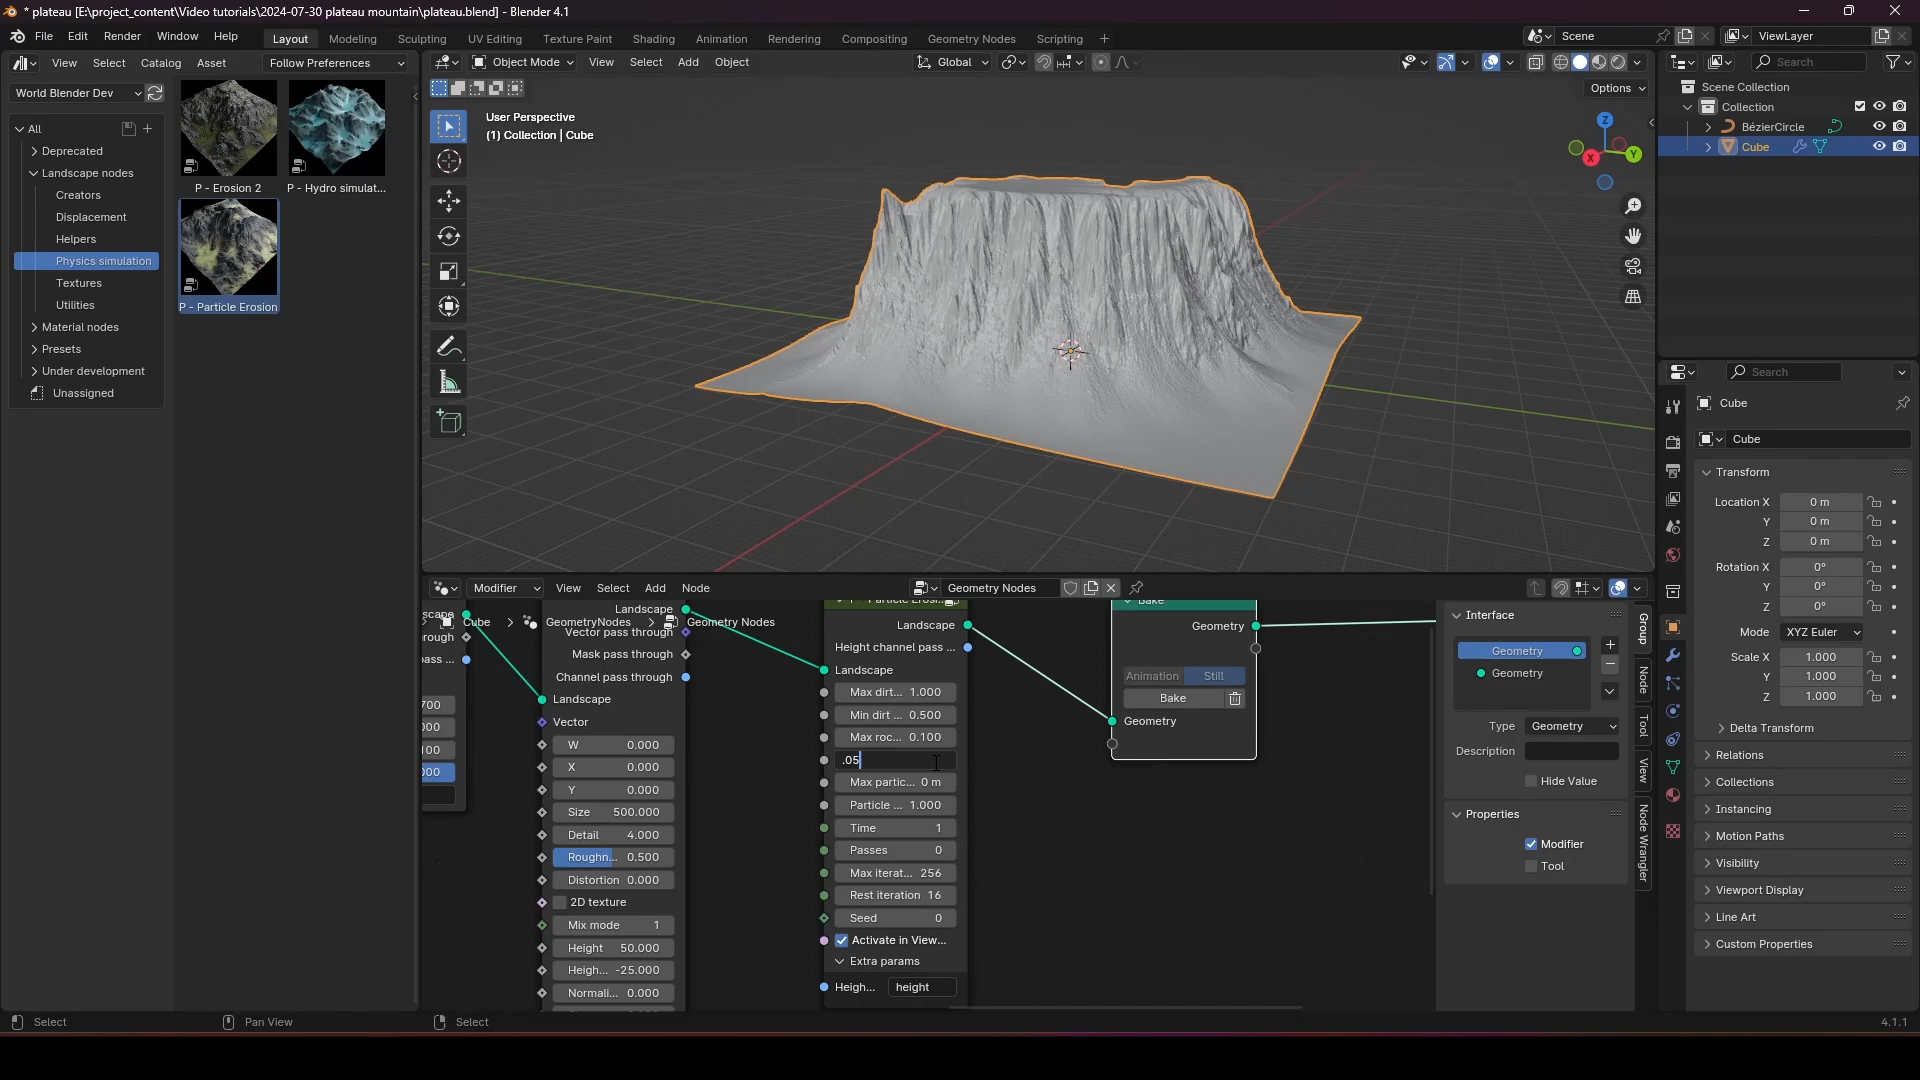 * plateau [E:\project_content\Video tutorials\2024-07-30 plateau mountain\plateau.blend] - Blender 4.1
File Edit Render Window Help
Layout Modeling Sculpting UV Editing Texture Paint Shading Animation Rendering Compositing Geometry Nodes Scripting +
Scene
ViewLayer
View Select Catalog Asset
Follow Preferences
Object Mode View Select Add Object
Global
Search
World Blender Dev
Options
All
Deprecated
Landscape nodes
Creators
Displacement
Helpers
Physics simulation
Textures
Utilities
Material nodes
Presets
Under development
Unassigned
P - Erosion 2
P - Hydro simulat...
P - Particle Erosion
User Perspective
(1) Collection | Cube
Z
X
Y
Scene Collection
Collection
BézierCircle
Cube
Search
Cube
Cube
Transform
Location X 0 m
Y 0 m
Z 0 m
Rotation X 0°
Y 0°
Z 0°
Mode XYZ Euler
Scale X 1.000
Y 1.000
Z 1.000
Delta Transform
Relations
Collections
Instancing
Motion Paths
Visibility
Viewport Display
Line Art
Custom Properties
Modifier View Select Add Node
Geometry Nodes
Cube > GeometryNodes > Geometry Nodes
Landscape
Vector pass through
Mask pass through
Channel pass through
Landscape
Vector
W 0.000
X 0.000
Y 0.000
Size 500.000
Detail 4.000
Roughn... 0.500
Distortion 0.000
2D texture
Mix mode 1
Height 50.000
Heigh... -25.000
Normali... 0.000
Landscape
Height channel pass ...
Landscape
Max dirt... 1.000
Min dirt ... 0.500
Max roc... 0.100
.05
Max partic... 0 m
Particle ... 1.000
Time 1
Passes 0
Max iterat... 256
Rest iteration 16
Seed 0
Activate in View...
Extra params
Heigh... height
Bake
Geometry
Animation Still
Bake
Geometry
Interface
Geometry
Geometry
Type Geometry
Description
Hide Value
Properties
Modifier
Tool
Group
Node
Tool
View
Node Wrangler
Select
Pan View
Select
4.1.1